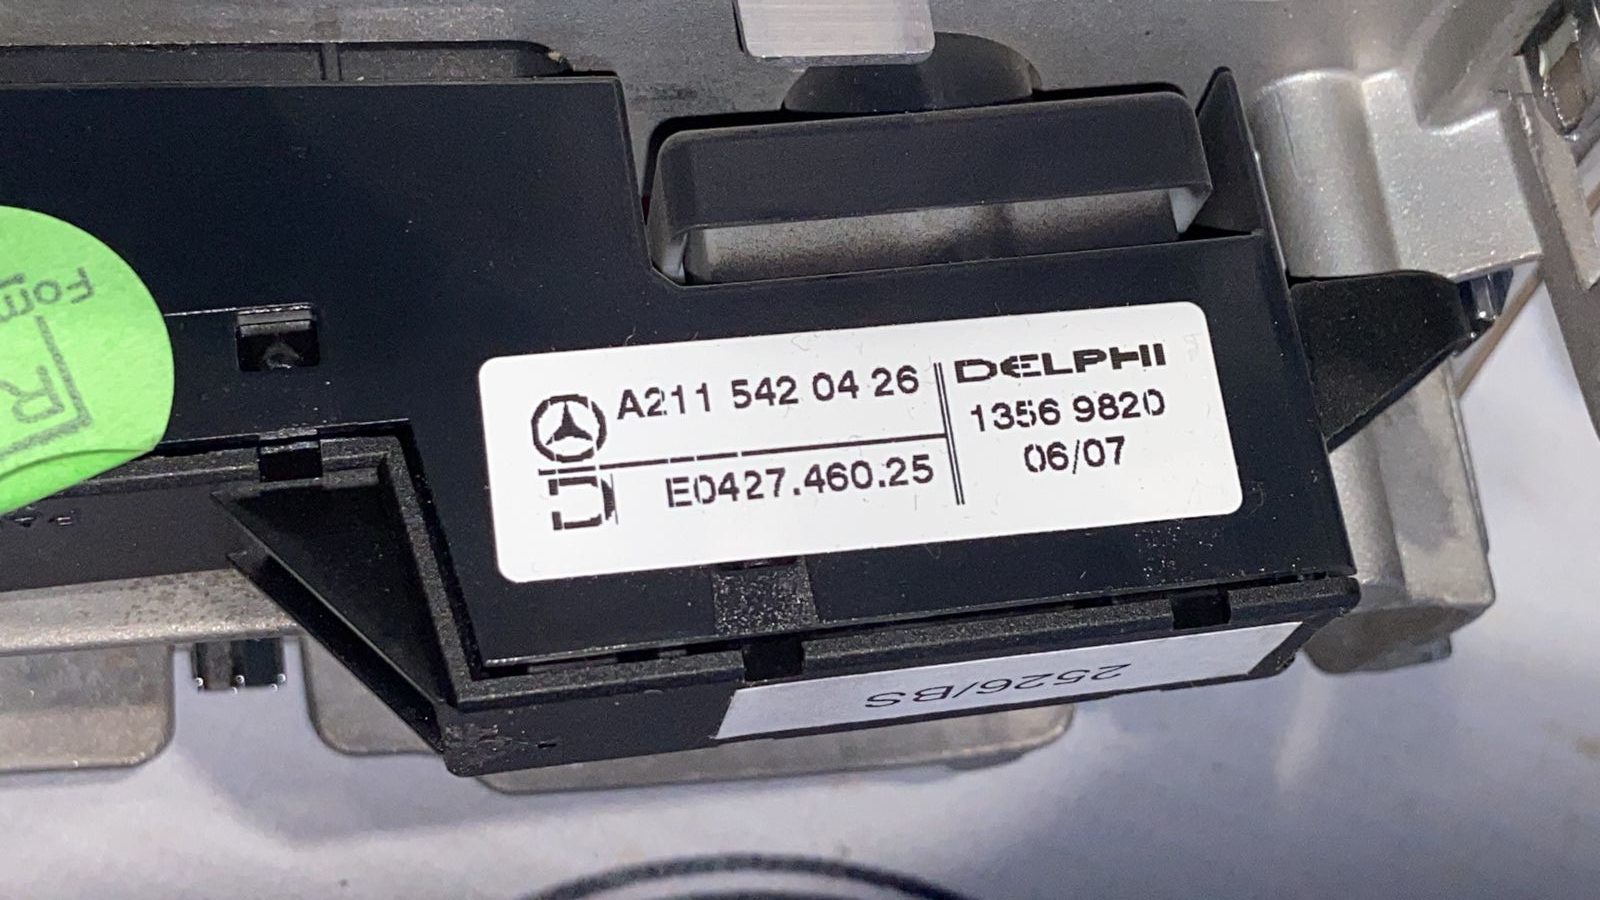 A211 542 04 26
E0427.460.25
DELPHI
1356 9820
06/07
2526/BS